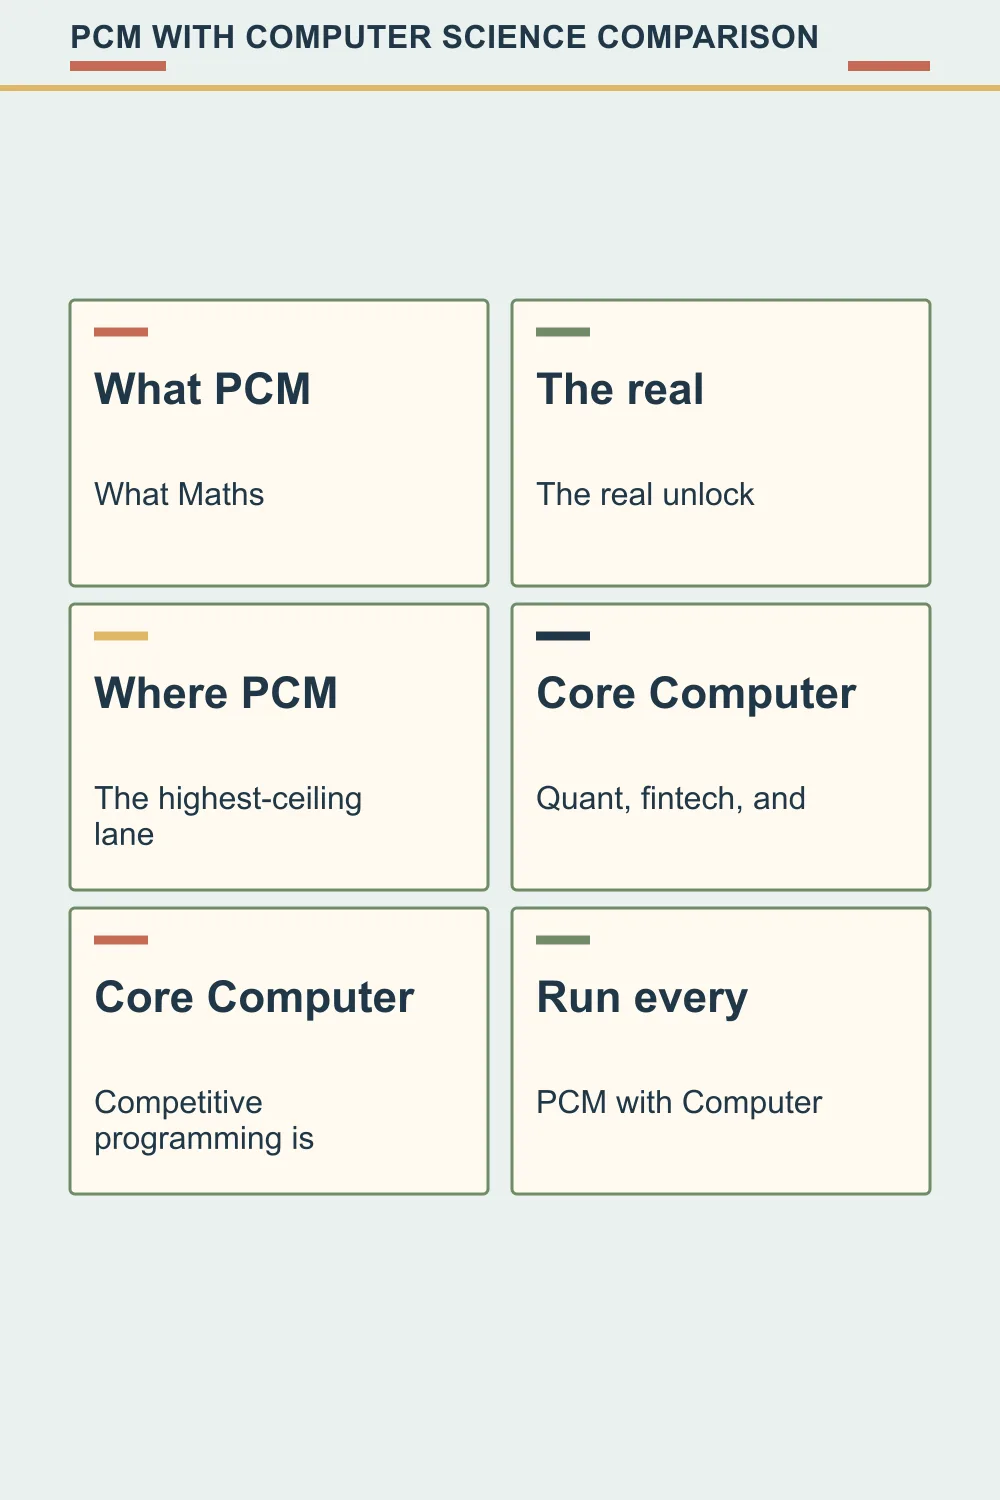 PCM WITH COMPUTER SCIENCE COMPARISON
What PCM
What Maths
The real
The real unlock
Where PCM
The highest-ceiling
lane
Core Computer
Quant, fintech, and
Core Computer
Competitive
programming is
Run every
PCM with Computer